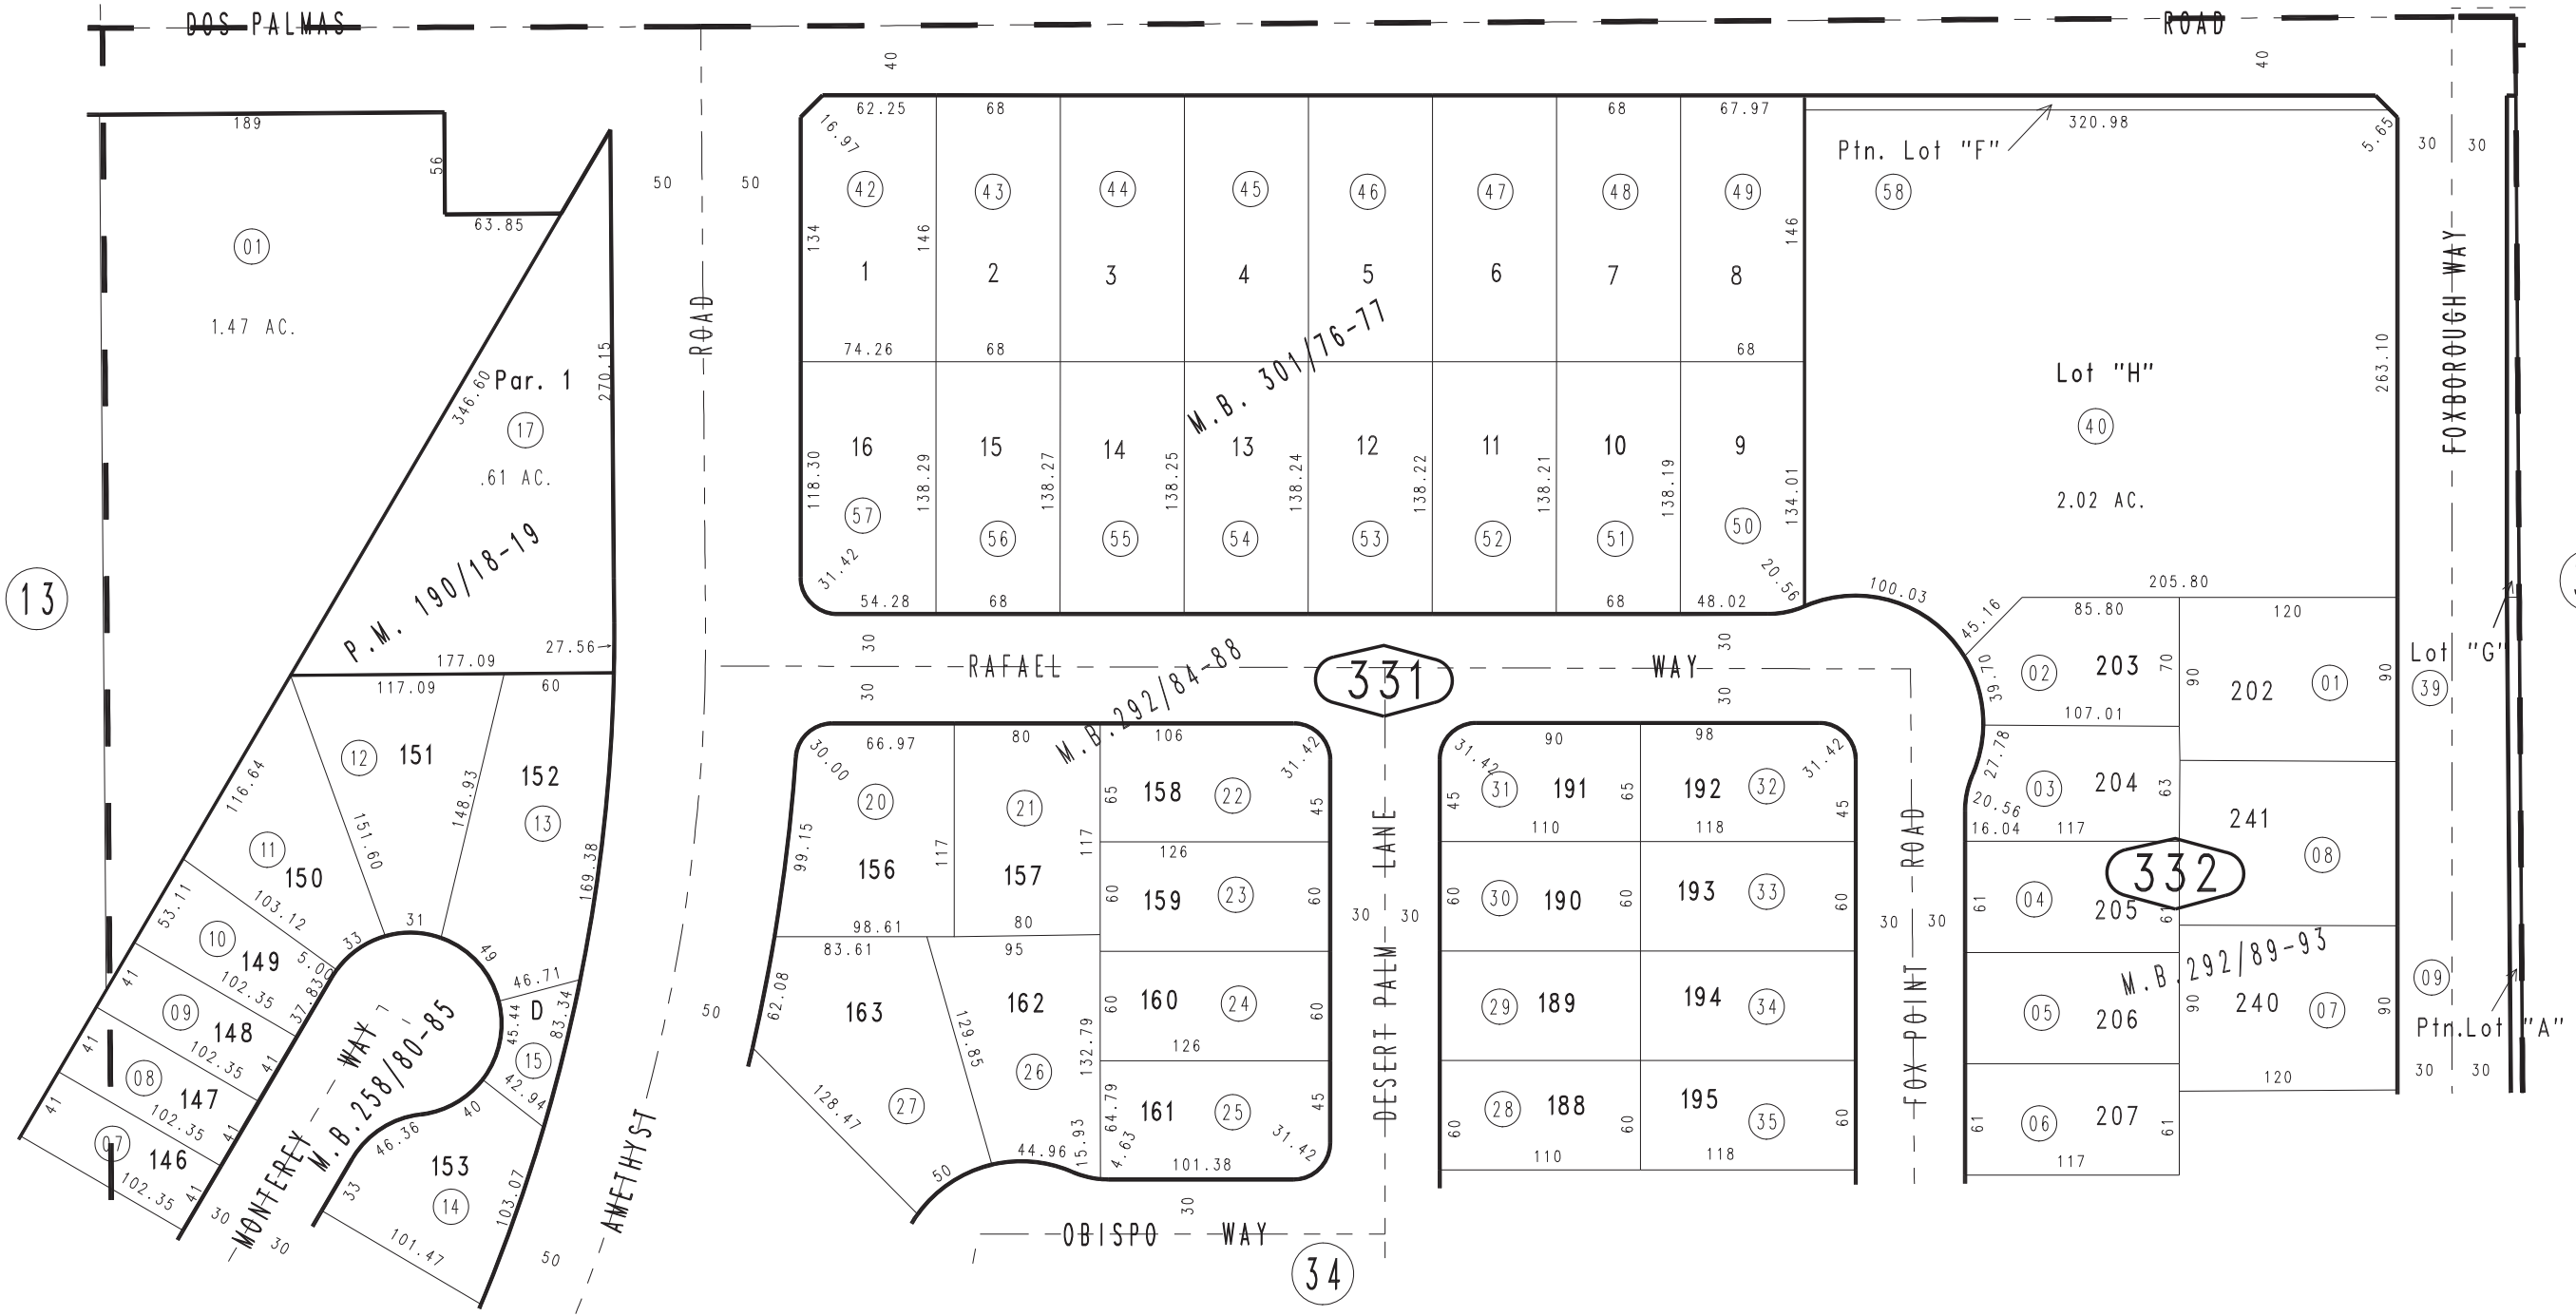 DOS PALMAS ROAD
40 40
189
56
63.85
01
1.47 AC.
346.60
Par. 1
270.15
17
.61 AC.
P.M. 190/18-19
27.56
177.09
50 50
ROAD
62.25 68 68 67.97
16.97
42 43 44 45 46 47 48 49
134 146 146
1 2 3 4 5 6 7 8
M.B. 301/76-77
74.26 68 68
16 15 14 13 12 11 10 9
118.30 138.29 138.27 138.25 138.24 138.22 138.21 138.19 134.01
57 56 55 54 53 52 51 50
31.42 20.56
54.28 68 68 48.02
320.98
Ptn. Lot "F"
58
5.65
30 30
FOXBOROUGH WAY
263.10
Lot "H"
40
2.02 AC.
100.03
205.80
45.16
85.80 120
13
30 30
RAFAEL WAY
30 30
331
M.B. 292/84-88
39.70
02 203 70 90 202 01 90
107.01
Lot "G"
39
117.09 60
12 151
152
13
116.64
151.60
148.93
169.38
11
150
103.12
53.11
10
149
5.00
33 31 49
102.35
37.83
41
09
148
102.35
41
41
08
147
102.35
41
41
07
146
102.35
41
MONTEREY WAY
30 30
M.B. 258/80-85
46.71
D
45.44
83.34
15
42.94
40
46.36
153
14
33
103.07
101.47
50
50
AMETHYST
66.97 80 106
30.00 31.42
20 21
65 158 22 45
99.15
117 117
156 157
126
60 159 23 60
98.61 80
83.61 95
62.08
163 162
129.85
132.79
26
27
128.47
60 160 24 60
126
64.79 161 25 45
44.96 15.93 4.63 101.38 31.42
50
30
OBISPO WAY
34
DESERT PALM LANE
30 30
90 98
31.42 31.42
45 31 191 65 192 32 45
110 118
60 30 190 60 193 33 60
29 189 194 34
60 28 188 60 195 35 60
110 118
FOX POINT ROAD
30 30
27.78
03 204 63
20.56
16.04 117
241
08
332
61 04 205 61
M.B. 292/89-93
05 206
90 240 07 90
120
61 06 207 61
117
09
Ptn.Lot "A"
30 30